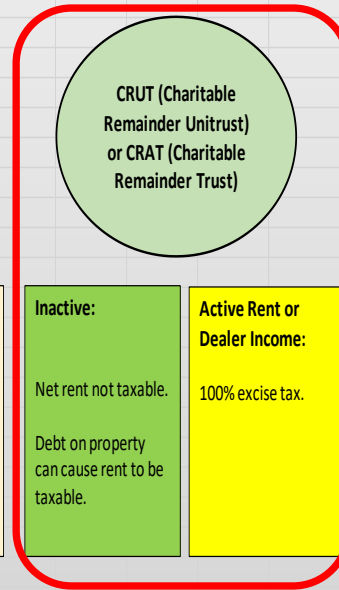 CRUT (Charitable
Remainder Unitrust)
or CRAT (Charitable
Remainder Trust)
Inactive:
Net rent not taxable.
Debt on property
can cause rent to be
taxable.
Active Rent or
Dealer Income:
100% excise tax.